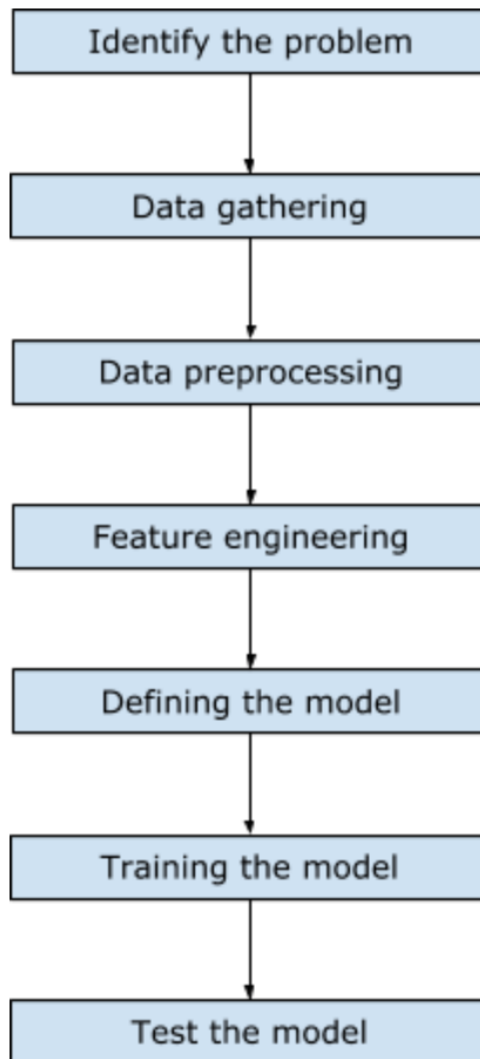 Identify the problem
Data gathering
Data preprocessing
Feature engineering
Defining the model
Training the model
Test the model